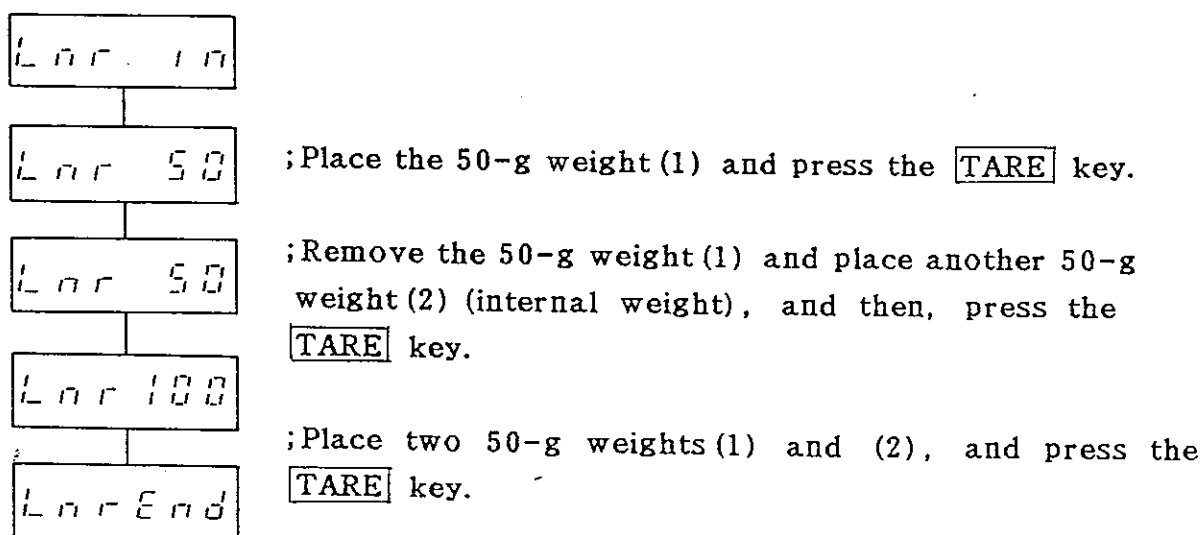 Lnr. in
Lnr 50
;Place the 50-g weight(1) and press the TARE key.
Lnr 50
;Remove the 50-g weight(1) and place another 50-g
weight(2) (internal weight), and then, press the
TARE key.
Lnr 100
;Place two 50-g weights(1) and (2), and press the
TARE key.
LnrEnd